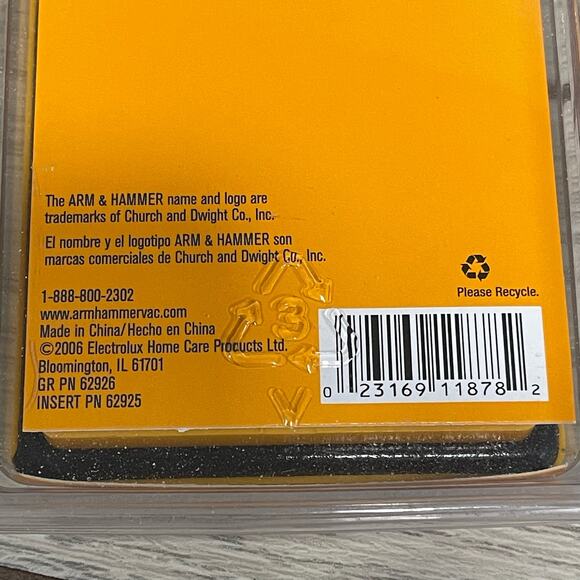 The ARM & HAMMER name and logo are
trademarks of Church and Dwight Co., Inc.
El nombre y el logotipo ARM & HAMMER son
marcas comerciales de Church and Dwight Co., Inc.
1-888-800-2302
www.armhammervac.com
Made in China/Hecho en China
©2006 Electrolux Home Care Products Ltd.
Bloomington, IL 61701
GR PN 62926
INSERT PN 62925
3
V
Please Recycle.
0 23169 11878 2